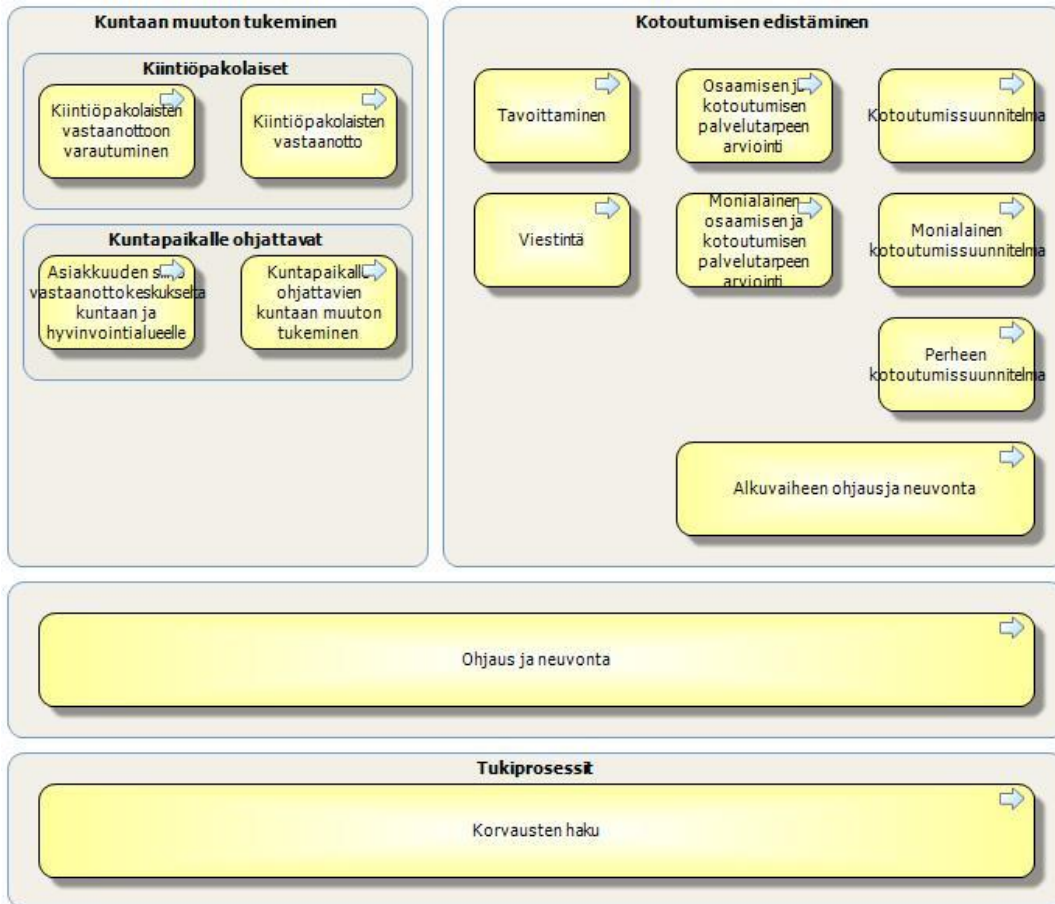 Kuntaan muuton tukeminen
Kiintiöpakolaiset
Kiintiöpakolaisten
vastaanottoon
varautuminen
Kiintiöpakolaisten
vastaanotto
Kuntapaikalle ohjattavat
Asiakkuuden
vastaanottokeskukselta
kuntaan ja
hyvinvointialueelle
Kuntapaikalle
ohjattavien
kuntaan muuton
tukeminen
Kotoutumisen edistäminen
Tavoittaminen
Osaamisen ja
kotoutumisen
palvelutarpeen
arviointi
Kotoutumissuunnitelma
Viestintä
Monialainen
osaamisen ja
kotoutumisen
palvelutarpeen
arviointi
Monialainen
kotoutumissuunnitelma
Perheen
kotoutumissuunnitelma
Alkuvaiheen ohjaus ja neuvonta
Ohjaus ja neuvonta
Tukiprosessit
Korvausten haku